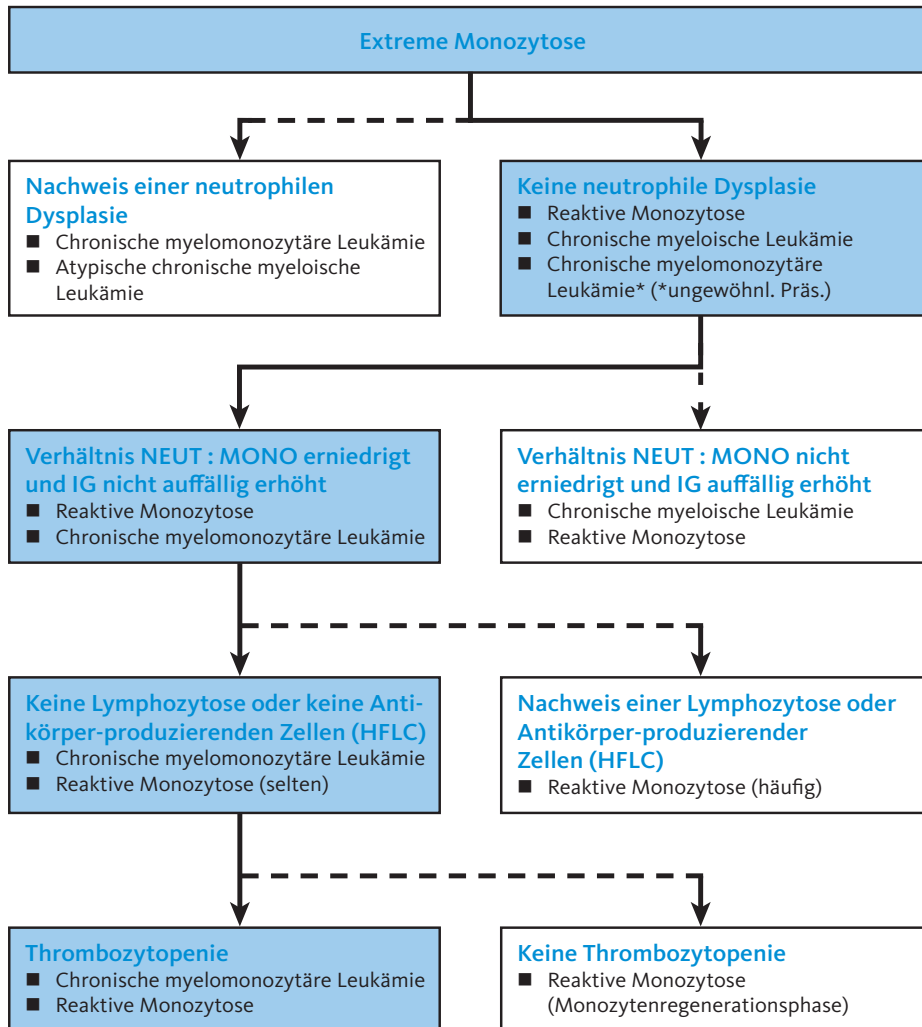 Extreme Monozytose
Nachweis einer neutrophilen
Dysplasie
■ Chronische myelomonozytäre Leukämie
■ Atypische chronische myeloische
Leukämie
Keine neutrophile Dysplasie
■ Reaktive Monozytose
■ Chronische myeloische Leukämie
■ Chronische myelomonozytäre
Leukämie* (*ungewöhnl. Präs.)
Verhältnis NEUT : MONO erniedrigt
und IG nicht auffällig erhöht
■ Reaktive Monozytose
■ Chronische myelomonozytäre Leukämie
Verhältnis NEUT : MONO nicht
erniedrigt und IG auffällig erhöht
■ Chronische myeloische Leukämie
■ Reaktive Monozytose
Keine Lymphozytose oder keine Anti-
körper-produzierenden Zellen (HFLC)
■ Chronische myelomonozytäre Leukämie
■ Reaktive Monozytose (selten)
Nachweis einer Lymphozytose oder
Antikörper-produzierender
Zellen (HFLC)
■ Reaktive Monozytose (häufig)
Thrombozytopenie
■ Chronische myelomonozytäre Leukämie
■ Reaktive Monozytose
Keine Thrombozytopenie
■ Reaktive Monozytose
(Monozytenregenerationsphase)